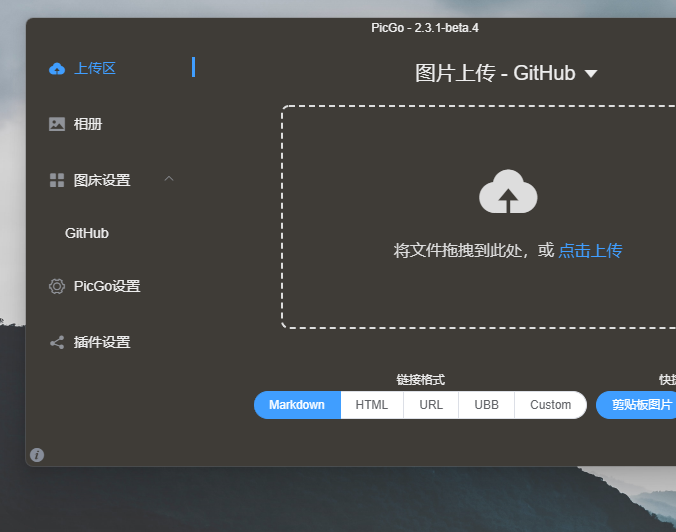 PicGo - 2.3.1-beta.4
上传区
相册
图床设置
GitHub
PicGo设置
插件设置
图片上传 - GitHub
将文件拖拽到此处，或 点击上传
链接格式
Markdown
HTML
URL
UBB
Custom
快
剪贴板图片